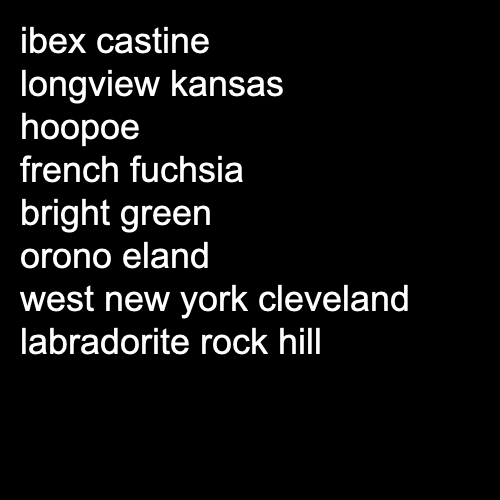 ibex castine
longview kansas
hoopoe
french fuchsia
bright green
orono eland
west new york cleveland
labradorite rock hill